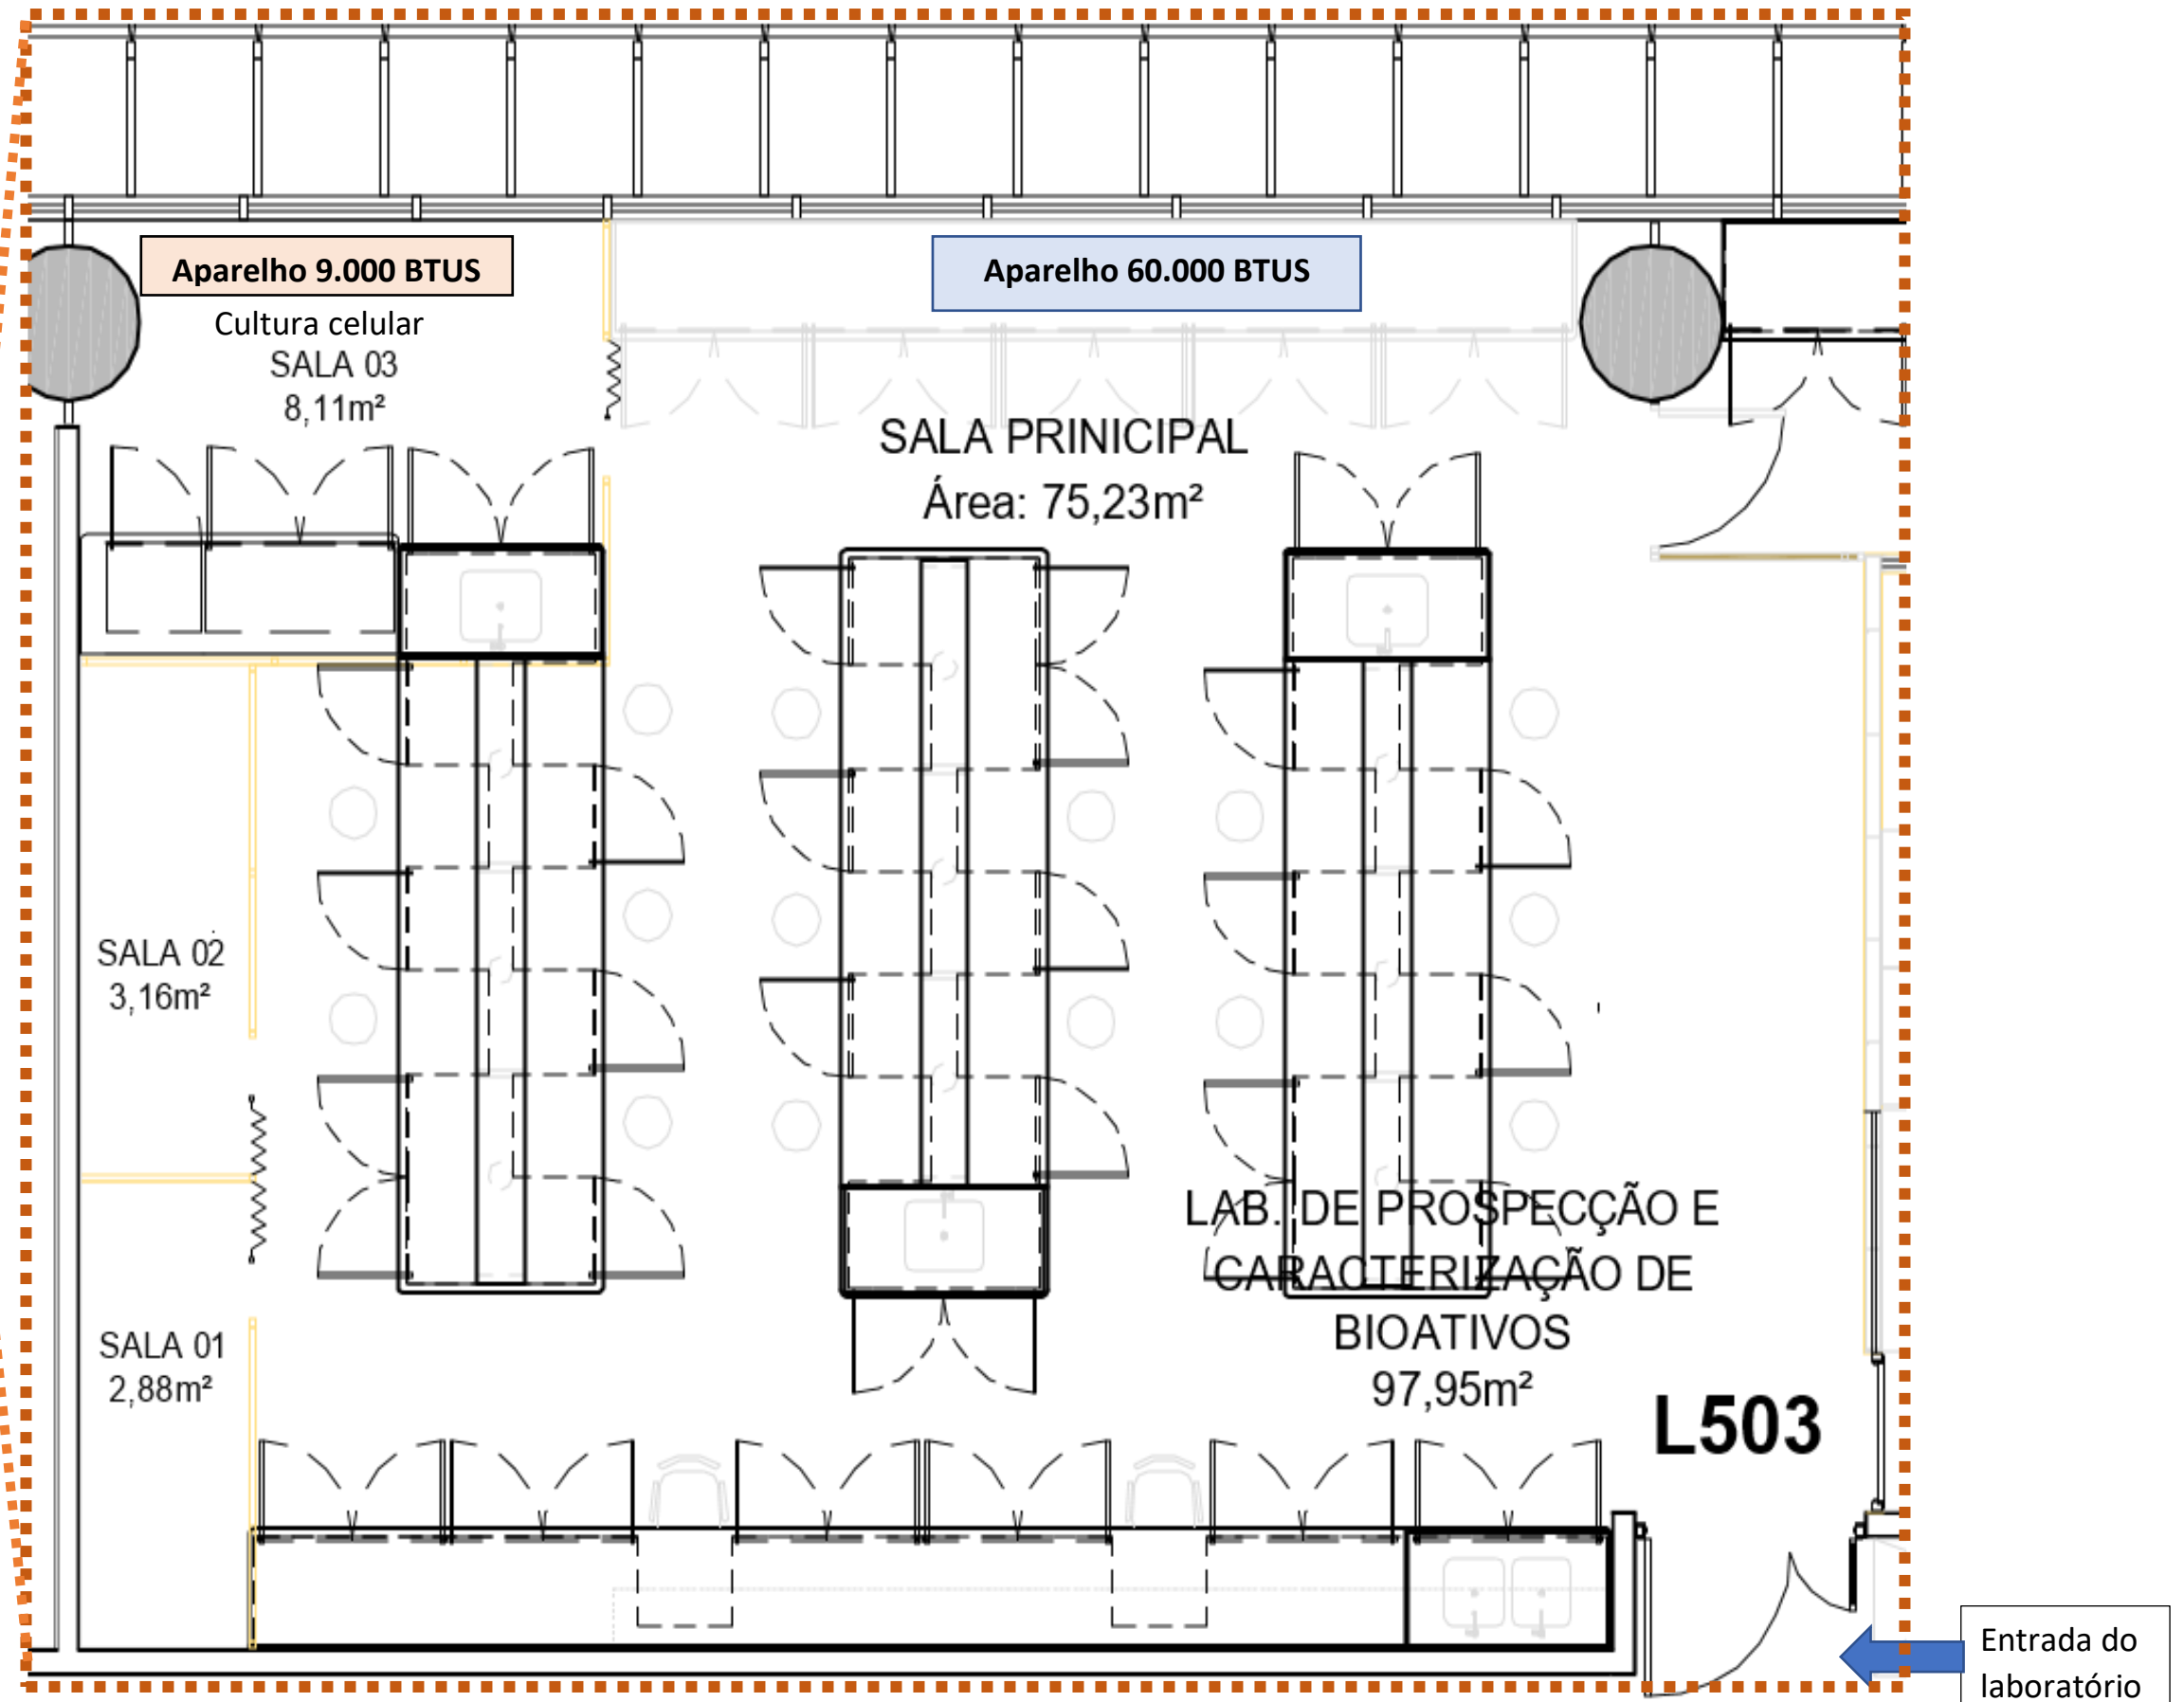 Aparelho 9.000 BTUS
Aparelho 60.000 BTUS
Cultura celular
SALA 03
8,11m²
SALA PRINICIPAL
Área: 75,23m²
SALA 02
3,16m²
LAB. DE PROSPECÇÃO E
CARACTERIZAÇÃO DE
BIOATIVOS
97,95m²
SALA 01
2,88m²
L503
Entrada do
laboratório